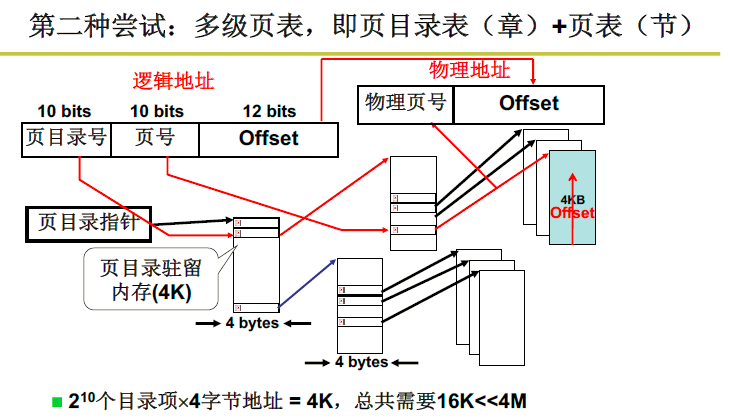 第二种尝试：多级页表，即页目录表（章）+页表（节）
逻辑地址
物理地址
10 bits 10 bits 12 bits
页目录号 页号 Offset
物理页号 Offset
页目录指针
页目录驻留
内存(4K)
4KB
Offset
4 bytes
4 bytes
2¹⁰个目录项×4字节地址 = 4K，总共需要16K<<4M